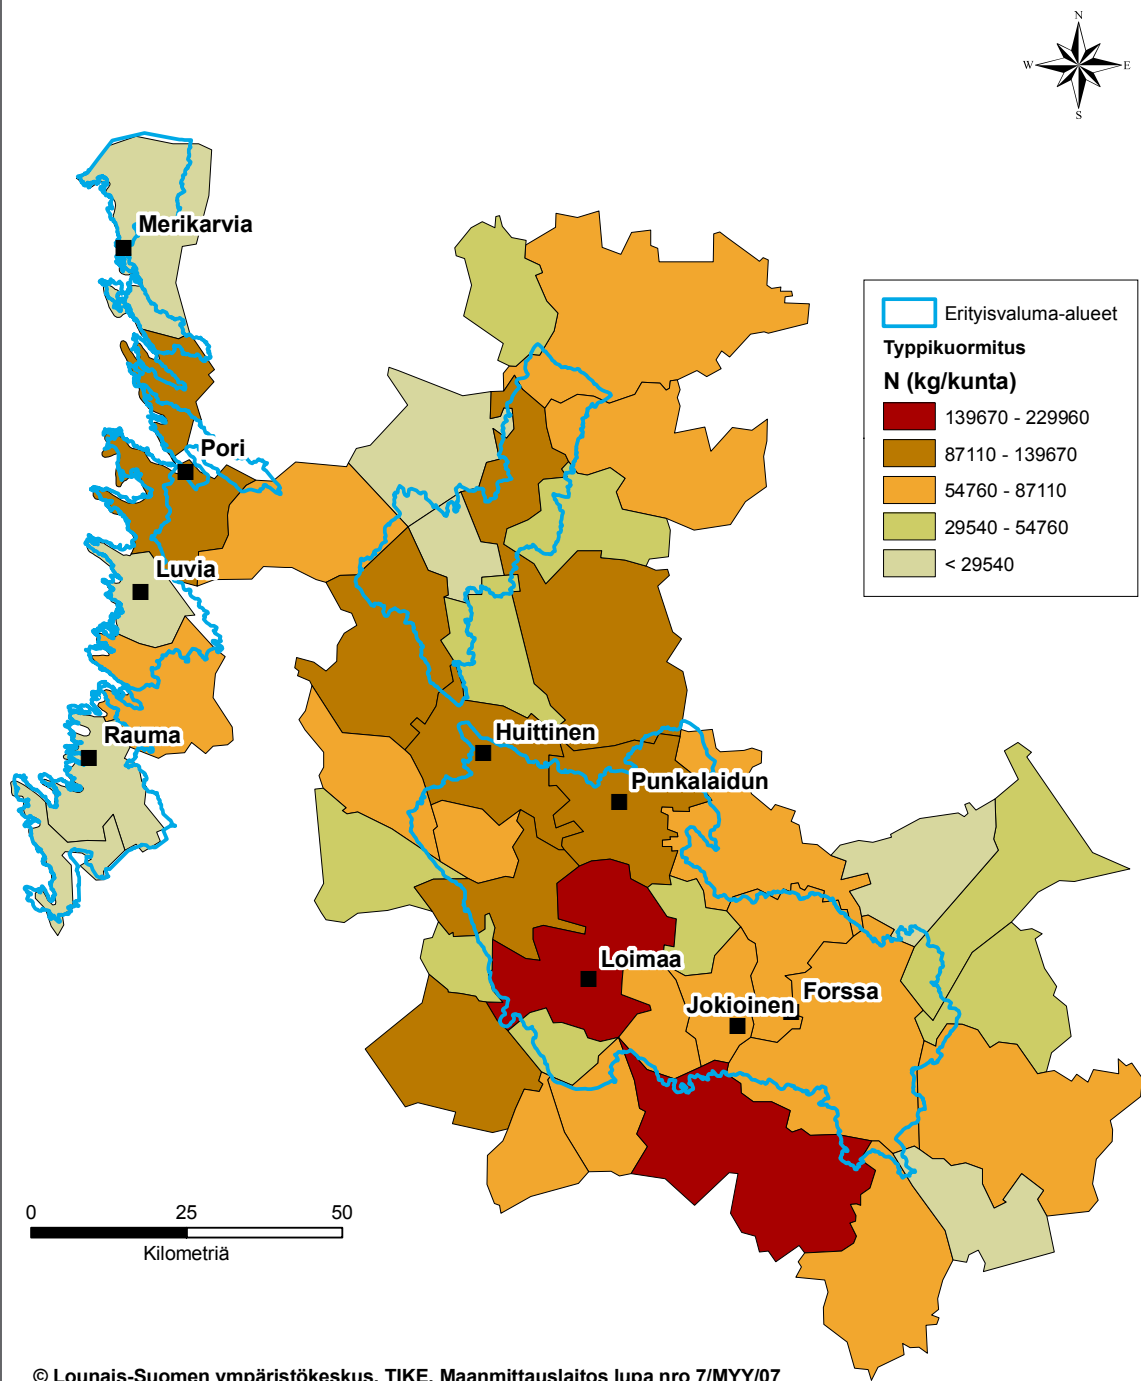 N
W E
S
Merikarvia
Erityisvaluma-alueet
Typpikuormitus
N (kg/kunta)
139670 - 229960
87110 - 139670
54760 - 87110
29540 - 54760
< 29540
Pori
Luvia
Rauma
Huittinen
Punkalaidun
Loimaa
Forssa
Jokioinen
0 25 50
Kilometriä
© Lounais-Suomen ympäristökeskus, TIKE, Maanmittauslaitos lupa nro 7/MYY/07